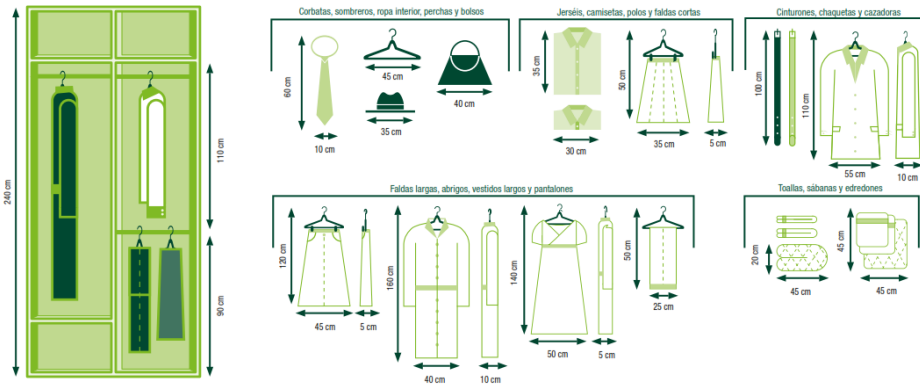 240 cm
110 cm
90 cm
Corbatas, sombreros, ropa interior, perchas y bolsos
60 cm
10 cm
45 cm
35 cm
40 cm
Jerséis, camisetas, polos y faldas cortas
35 cm
30 cm
50 cm
35 cm
5 cm
Cinturones, chaquetas y cazadoras
100 cm
110 cm
55 cm
10 cm
Faldas largas, abrigos, vestidos largos y pantalones
120 cm
45 cm
5 cm
160 cm
40 cm
10 cm
140 cm
50 cm
5 cm
50 cm
25 cm
Toallas, sábanas y edredones
20 cm
45 cm
45 cm
45 cm